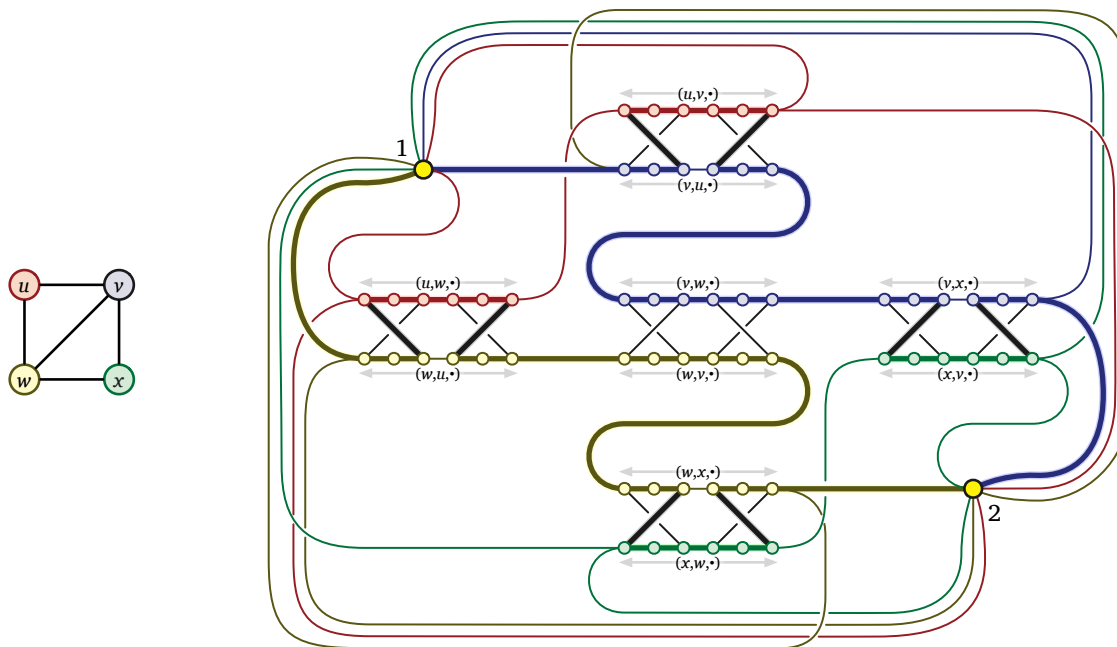 (u,v,•)
1
(v,u,•)
u v
(u,w,•) (v,w,•) (v,x,•)
w x
(w,u,•) (w,v,•) (x,v,•)
(w,x,•)
2
(x,w,•)